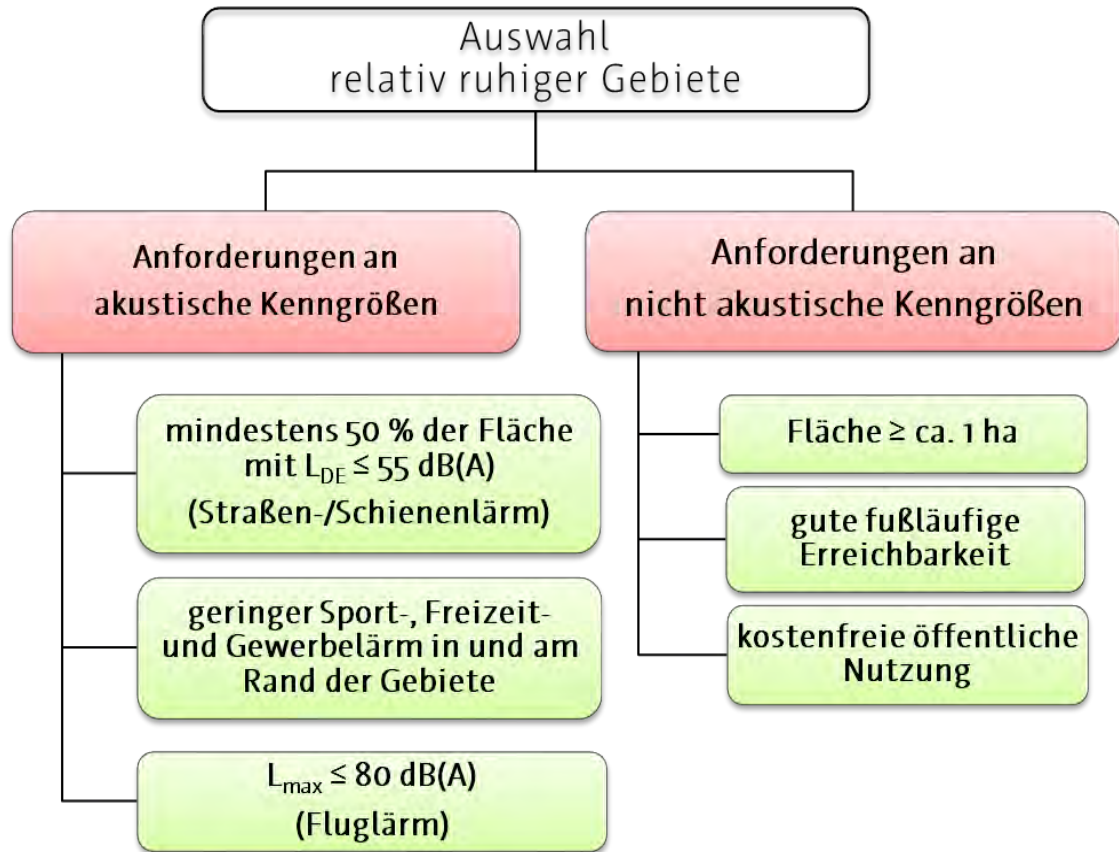 Auswahl
relativ ruhiger Gebiete
Anforderungen an
akustische Kenngrößen
mindestens 50 % der Fläche
mit L_DE ≤ 55 dB(A)
(Straßen-/Schienenlärm)
geringer Sport-, Freizeit-
und Gewerbelärm in und am
Rand der Gebiete
L_max ≤ 80 dB(A)
(Fluglärm)
Anforderungen an
nicht akustische Kenngrößen
Fläche ≥ ca. 1 ha
gute fußläufige
Erreichbarkeit
kostenfreie öffentliche
Nutzung